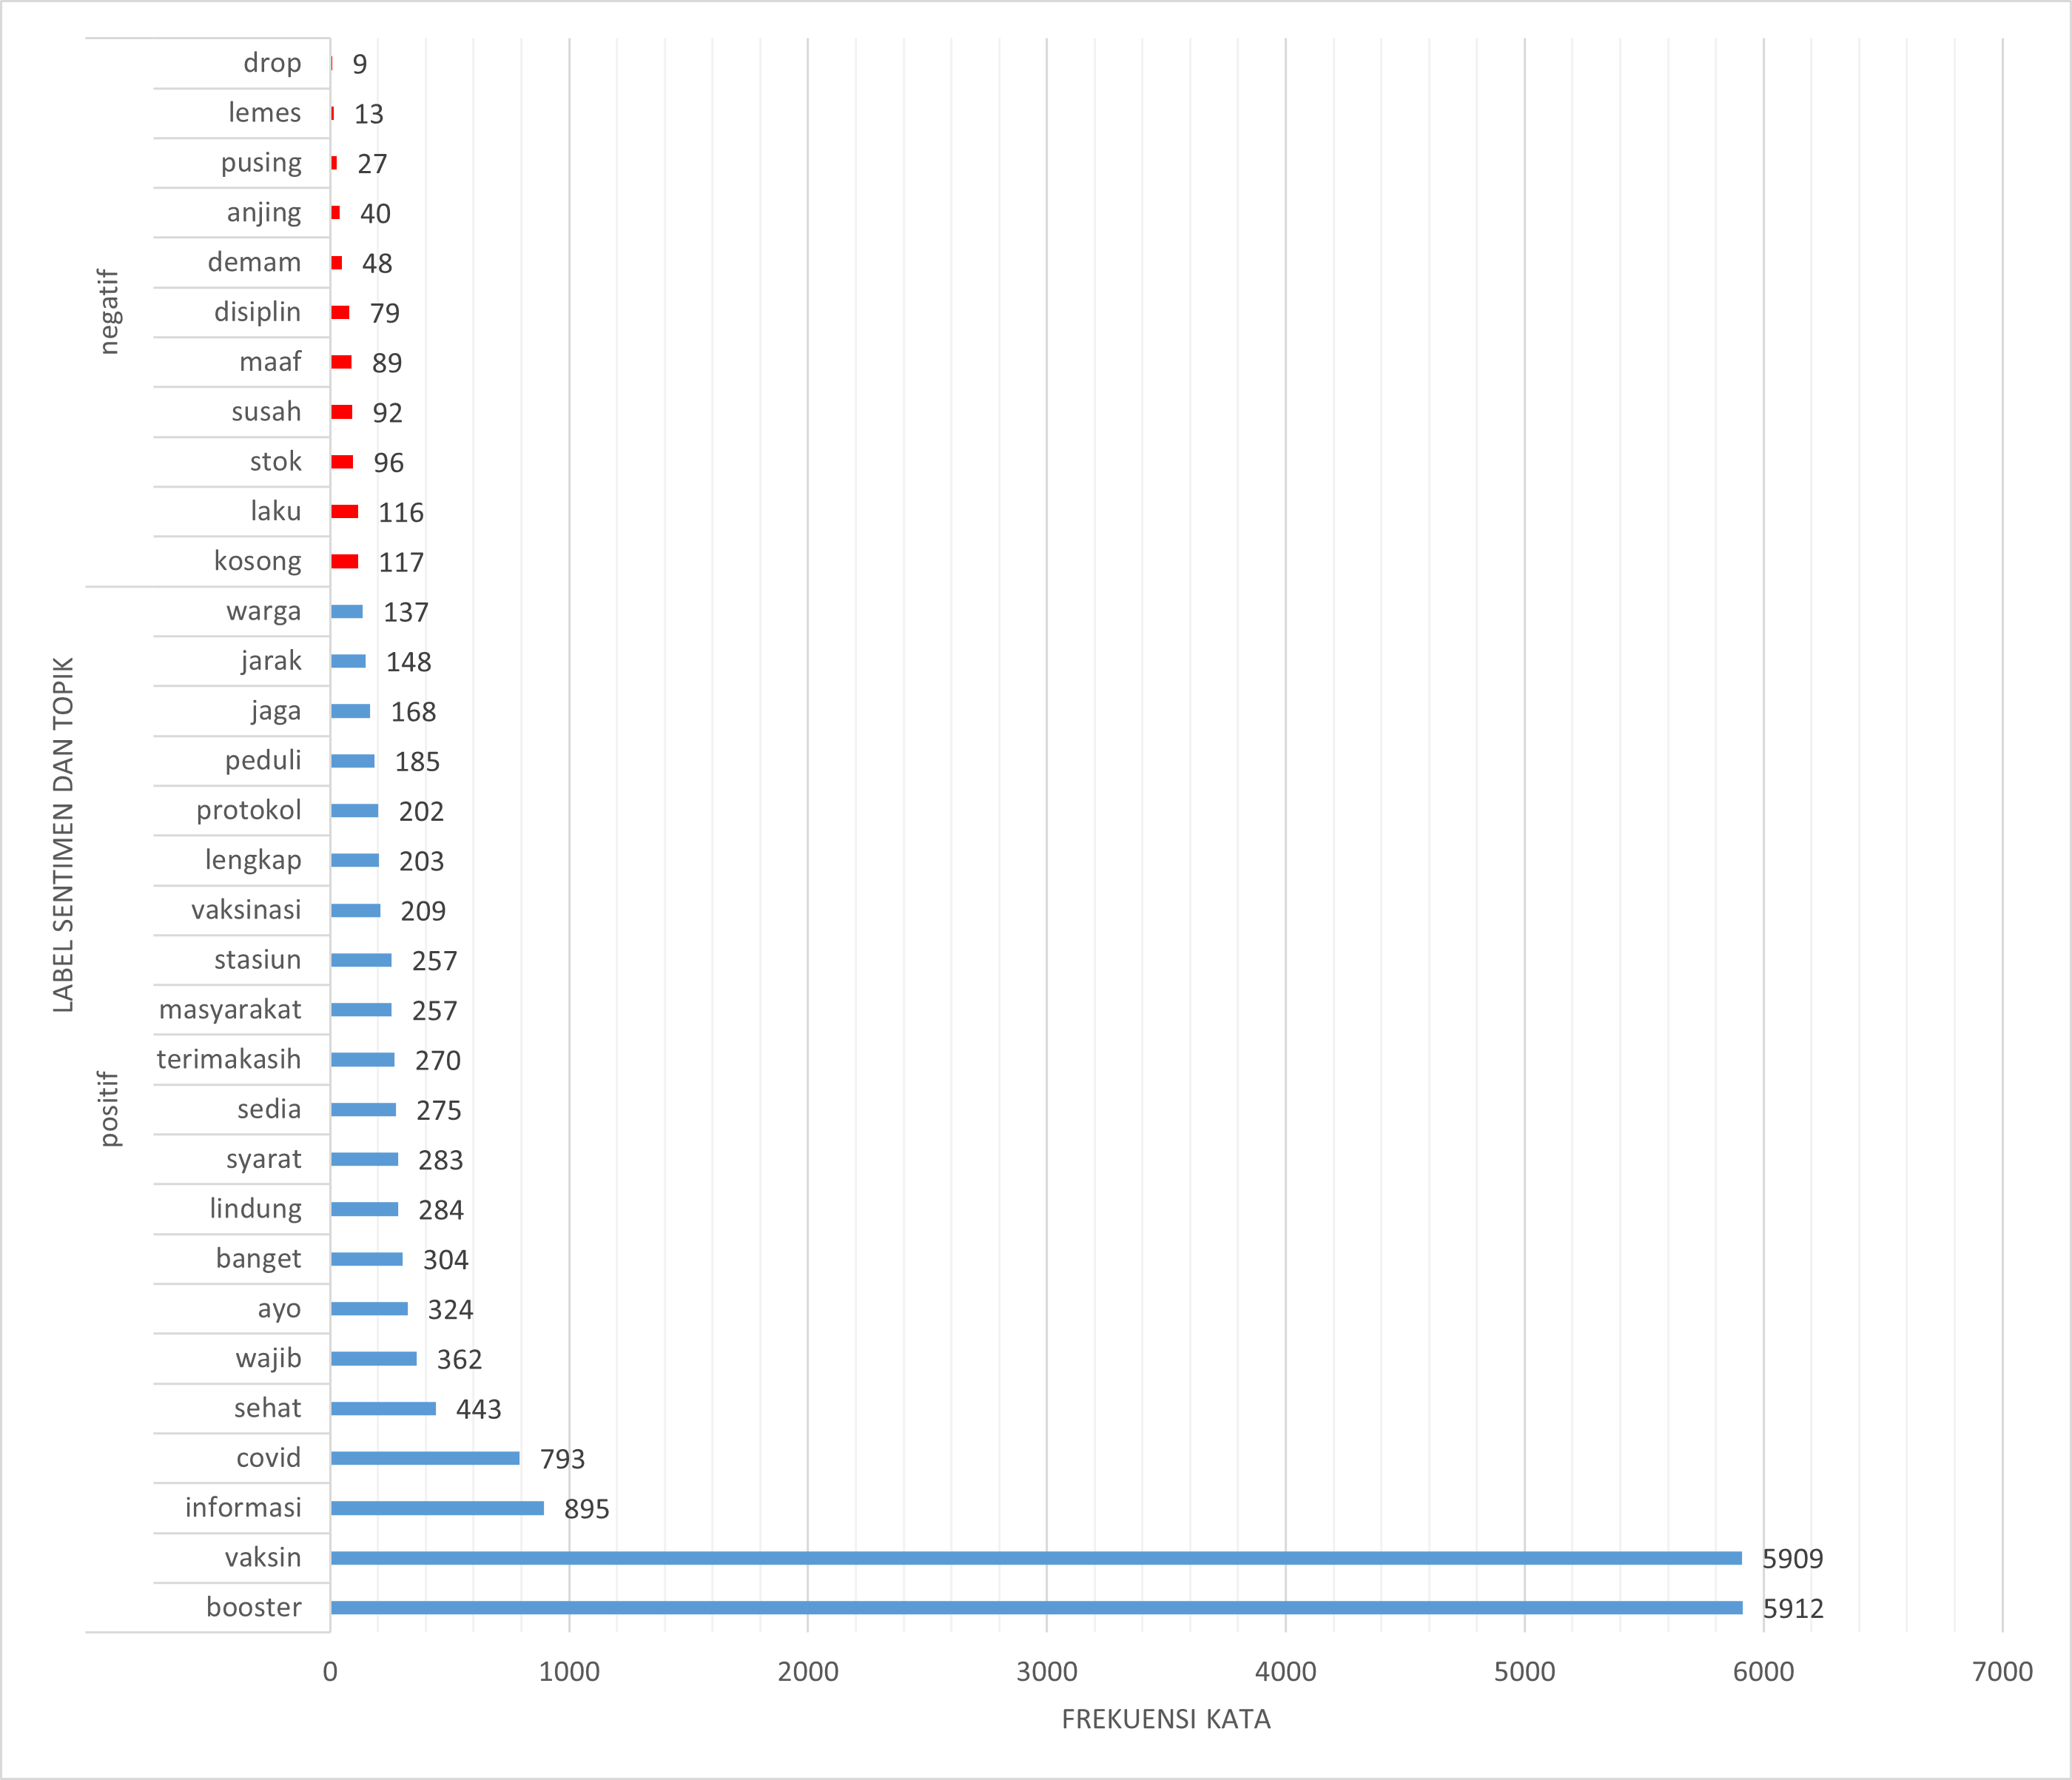 LABEL SENTIMEN DAN TOPIK
negatif
drop 9
lemes 13
pusing 27
anjing 40
demam 48
disiplin 79
maaf 89
susah 92
stok 96
laku 116
kosong 117
positif
warga 137
jarak 148
jaga 168
peduli 185
protokol 202
lengkap 203
vaksinasi 209
stasiun 257
masyarakat 257
terimakasih 270
sedia 275
syarat 283
lindung 284
banget 304
ayo 324
wajib 362
sehat 443
covid 793
informasi 895
vaksin 5909
booster 5912
0 1000 2000 3000 4000 5000 6000 7000
FREKUENSI KATA